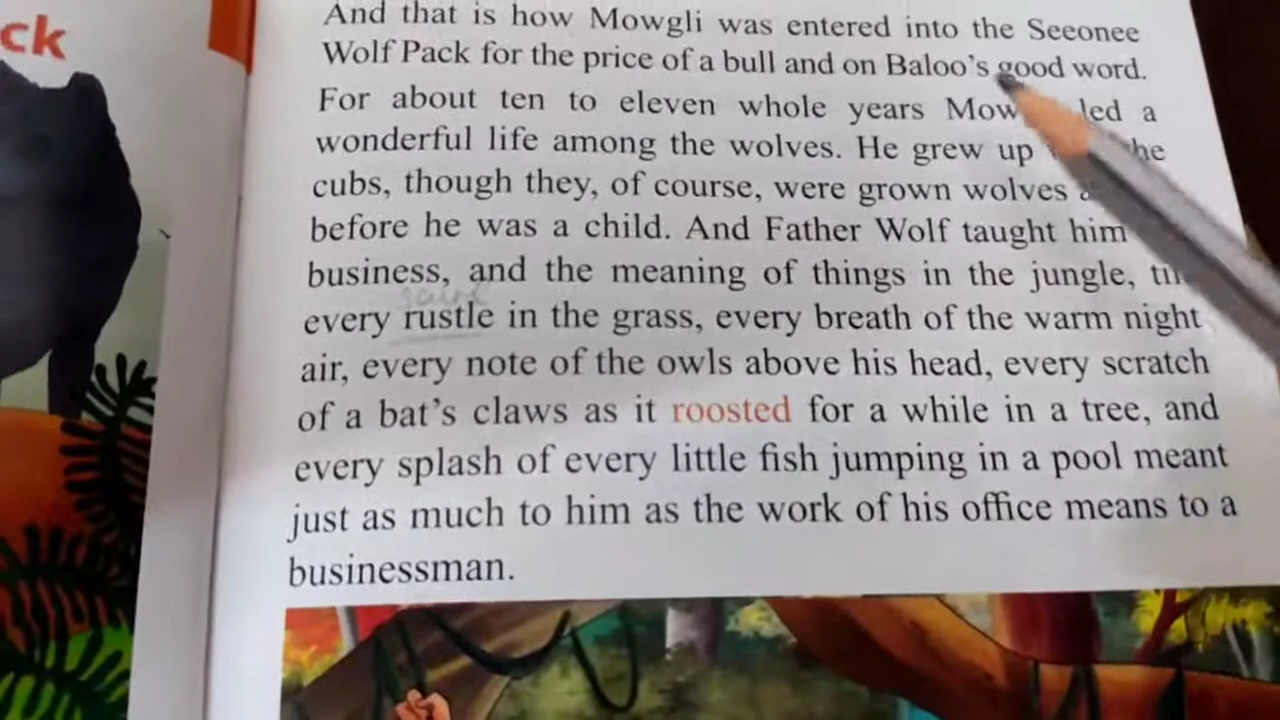 ck
And that is how Mowgli was entered into the Seeonee
Wolf Pack for the price of a bull and on Baloo's good word.
For about ten to eleven whole years Mow led a
wonderful life among the wolves. He grew up he
cubs, though they, of course, were grown wolves a
before he was a child. And Father Wolf taught him
business, and the meaning of things in the jungle, ti
every rustle in the grass, every breath of the warm night
air, every note of the owls above his head, every scratch
of a bat's claws as it roosted for a while in a tree, and
every splash of every little fish jumping in a pool meant
just as much to him as the work of his office means to a
businessman.